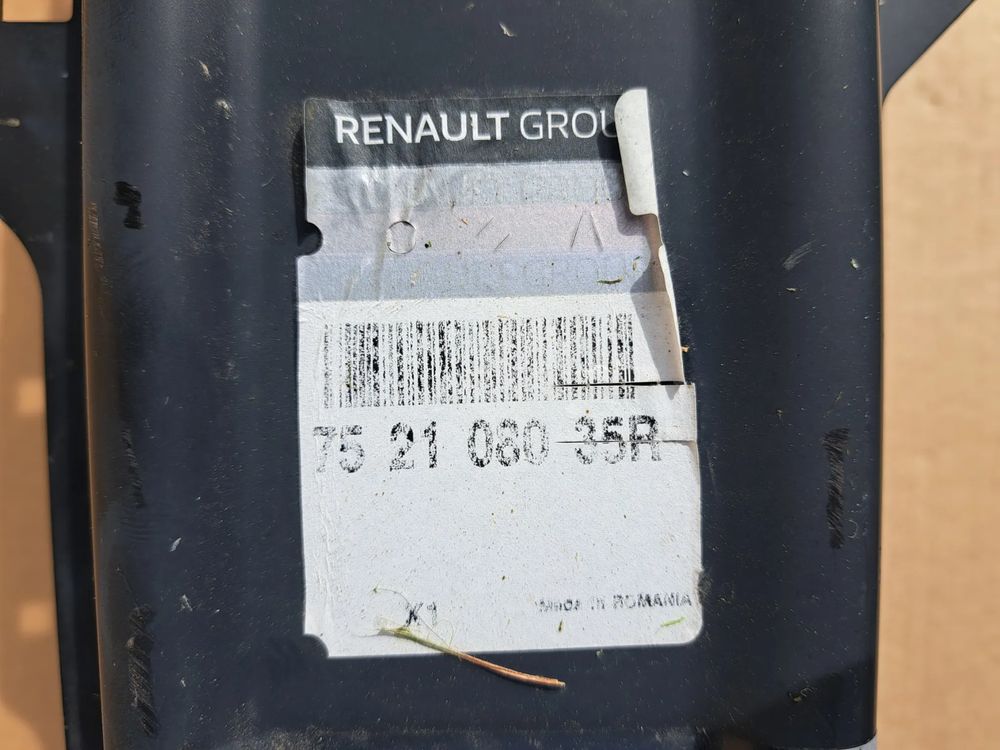 RENAULT GROU
75 21 080 35R
X1
Made in ROMANIA